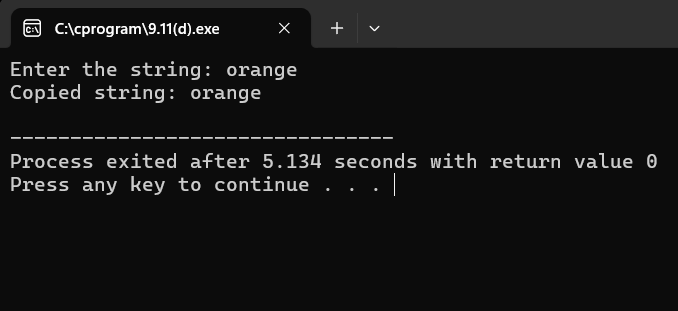 C:\cprogram\9.11(d).exe
Enter the string: orange
Copied string: orange
--------------------------------
Process exited after 5.134 seconds with return value 0
Press any key to continue . . .